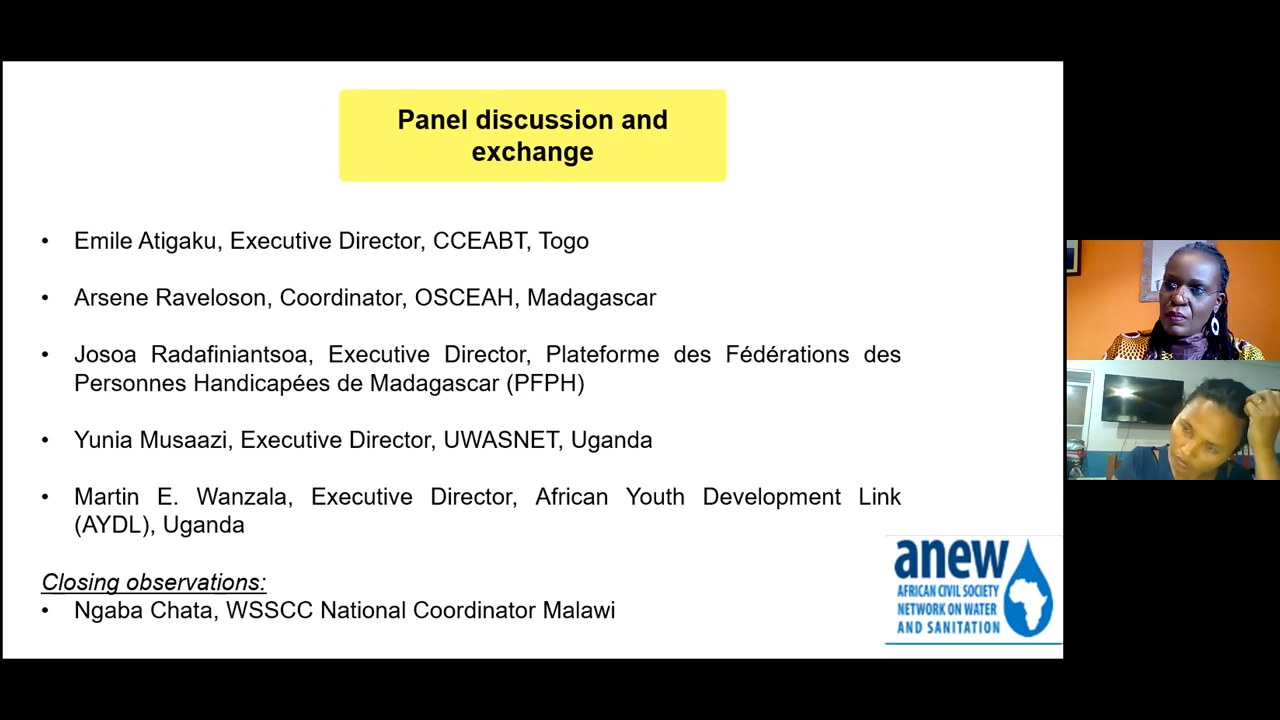 Panel discussion and
exchange
• Emile Atigaku, Executive Director, CCEABT, Togo
• Arsene Raveloson, Coordinator, OSCEAH, Madagascar
• Josoa Radafiniantsoa, Executive Director, Plateforme des Fédérations des
Personnes Handicapées de Madagascar (PFPH)
• Yunia Musaazi, Executive Director, UWASNET, Uganda
• Martin E. Wanzala, Executive Director, African Youth Development Link
(AYDL), Uganda
Closing observations:
• Ngaba Chata, WSSCC National Coordinator Malawi
anew
AFRICAN CIVIL SOCIETY
NETWORK ON WATER
AND SANITATION